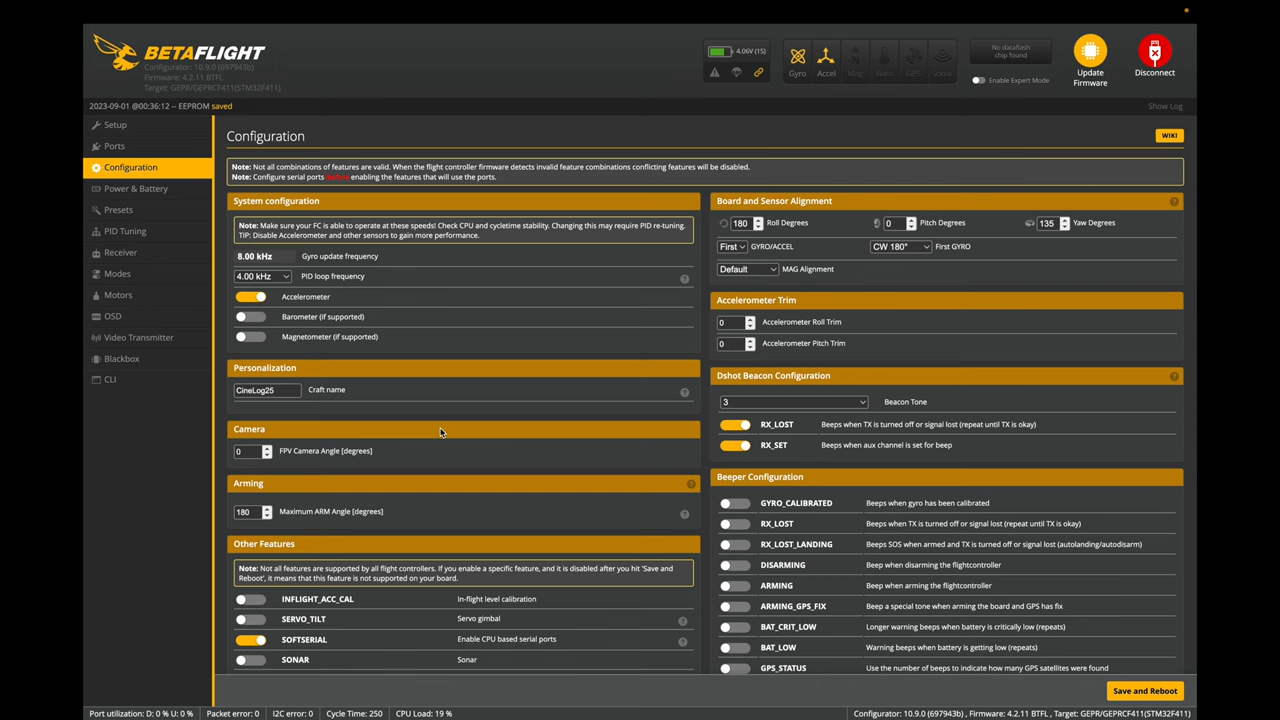 BETAFLIGHT
Configurator: 10.9.0 (697943b)
Firmware: 4.2.11 BTFL
Target: GEPR/GEPRCF411(STM32F411)
4.06V (1S)
Gyro
Accel
Mag
Baro
GPS
Sonar
No dataflash
chip found
Enable Expert Mode
Update
Firmware
Disconnect
2023-09-01 @00:36:12 -- EEPROM saved
Show Log
Setup
Ports
Configuration
Power & Battery
Presets
PID Tuning
Receiver
Modes
Motors
OSD
Video Transmitter
Blackbox
CLI
Configuration
WIKI
Note: Not all combinations of features are valid. When the flight controller firmware detects invalid feature combinations conflicting features will be disabled.
Note: Configure serial ports before enabling the features that will use the ports.
System configuration
Note: Make sure your FC is able to operate at these speeds! Check CPU and cycletime stability. Changing this may require PID re-tuning.
TIP: Disable Accelerometer and other sensors to gain more performance.
8.00 kHz Gyro update frequency
4.00 kHz PID loop frequency
Accelerometer
Barometer (if supported)
Magnetometer (if supported)
Personalization
CineLog25 Craft name
Camera
0 FPV Camera Angle [degrees]
Arming
180 Maximum ARM Angle [degrees]
Other Features
Note: Not all features are supported by all flight controllers. If you enable a specific feature, and it is disabled after you hit 'Save and
Reboot', it means that this feature is not supported on your board.
INFLIGHT_ACC_CAL In-flight level calibration
SERVO_TILT Servo gimbal
SOFTSERIAL Enable CPU based serial ports
SONAR Sonar
Board and Sensor Alignment
180 Roll Degrees 0 Pitch Degrees 135 Yaw Degrees
First GYRO/ACCEL CW 180° First GYRO
Default MAG Alignment
Accelerometer Trim
0 Accelerometer Roll Trim
0 Accelerometer Pitch Trim
Dshot Beacon Configuration
3 Beacon Tone
RX_LOST Beeps when TX is turned off or signal lost (repeat until TX is okay)
RX_SET Beeps when aux channel is set for beep
Beeper Configuration
GYRO_CALIBRATED Beeps when gyro has been calibrated
RX_LOST Beeps when TX is turned off or signal lost (repeat until TX is okay)
RX_LOST_LANDING Beeps SOS when armed and TX is turned off or signal lost (autolanding/autodisarm)
DISARMING Beep when disarming the flightcontroller
ARMING Beep when arming the flightcontroller
ARMING_GPS_FIX Beep a special tone when arming the board and GPS has fix
BAT_CRIT_LOW Longer warning beeps when battery is critically low (repeats)
BAT_LOW Warning beeps when battery is getting low (repeats)
GPS_STATUS Use the number of beeps to indicate how many GPS satellites were found
Save and Reboot
Port utilization: D: 0 % U: 0 % Packet error: 0 I2C error: 0 Cycle Time: 250 CPU Load: 19 %
Configurator: 10.9.0 (697943b), Firmware: 4.2.11 BTFL, Target: GEPR/GEPRCF411(STM32F411)